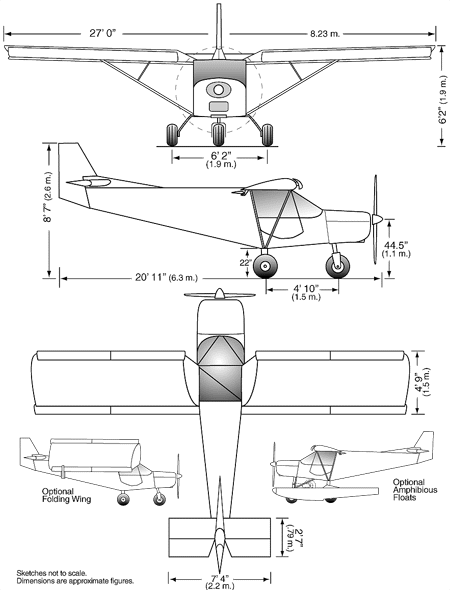 27' 0"
8.23 m.
6'2" (1.9 m.)
6' 2"
(1.9 m.)
8' 7" (2.6 m.)
44.5"
(1.1 m.)
22"
20' 11" (6.3 m.)
4' 10"
(1.5 m.)
4' 9"
(1.5 m.)
Optional
Folding Wing
Optional
Amphibious
Floats
2' 7"
(.79 m.)
Sketches not to scale.
Dimensions are approximate figures.
7' 4"
(2.2 m.)